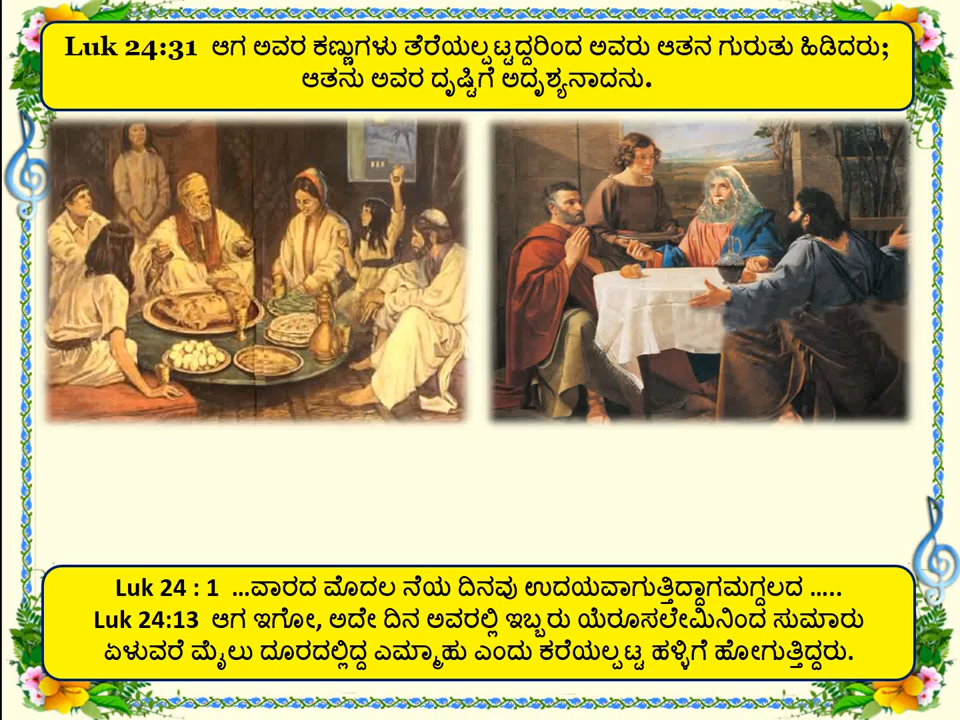 Luk 24:31 ಆಗ ಅವರ ಕಣ್ಣುಗಳು ತೆರೆಯಲ್ಪಟ್ಟದ್ದರಿಂದ ಅವರು ಆತನ ಗುರುತು ಹಿಡಿದರು;
ಆತನು ಅವರ ದೃಷ್ಟಿಗೆ ಅದೃಶ್ಯನಾದನು.
Luk 24 : 1 ...ವಾರದ ಮೊದಲ ನೆಯ ದಿನವು ಉದಯವಾಗುತ್ತಿದ್ದಾಗಮಗ್ದಲದ .....
Luk 24:13 ಆಗ ಇಗೋ, ಅದೇ ದಿನ ಅವರಲ್ಲಿ ಇಬ್ಬರು ಯೆರೂಸಲೇಮಿನಿಂದ ಸುಮಾರು
ಏಳುವರೆ ಮೈಲು ದೂರದಲ್ಲಿದ್ದ ಎಮ್ಮಾಹು ಎಂದು ಕರೆಯಲ್ಪಟ್ಟ ಹಳ್ಳಿಗೆ ಹೋಗುತ್ತಿದ್ದರು.